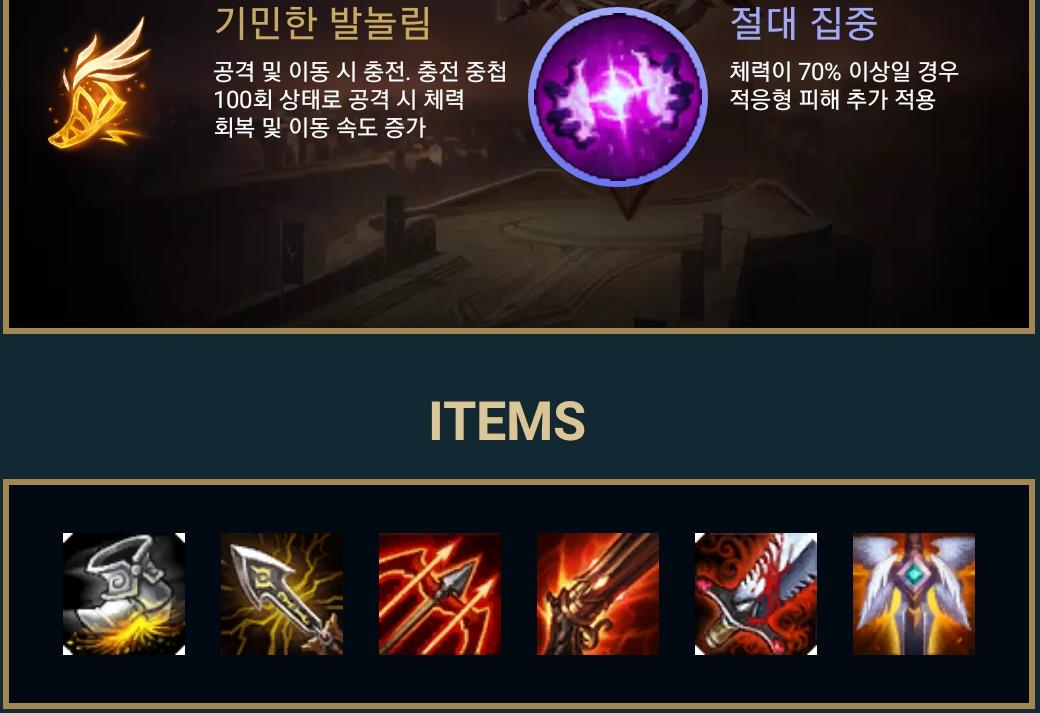 기민한 발놀림
공격 및 이동 시 충전. 충전 중첩
100회 상태로 공격 시 체력
회복 및 이동 속도 증가
절대 집중
체력이 70% 이상일 경우
적응형 피해 추가 적용
ITEMS